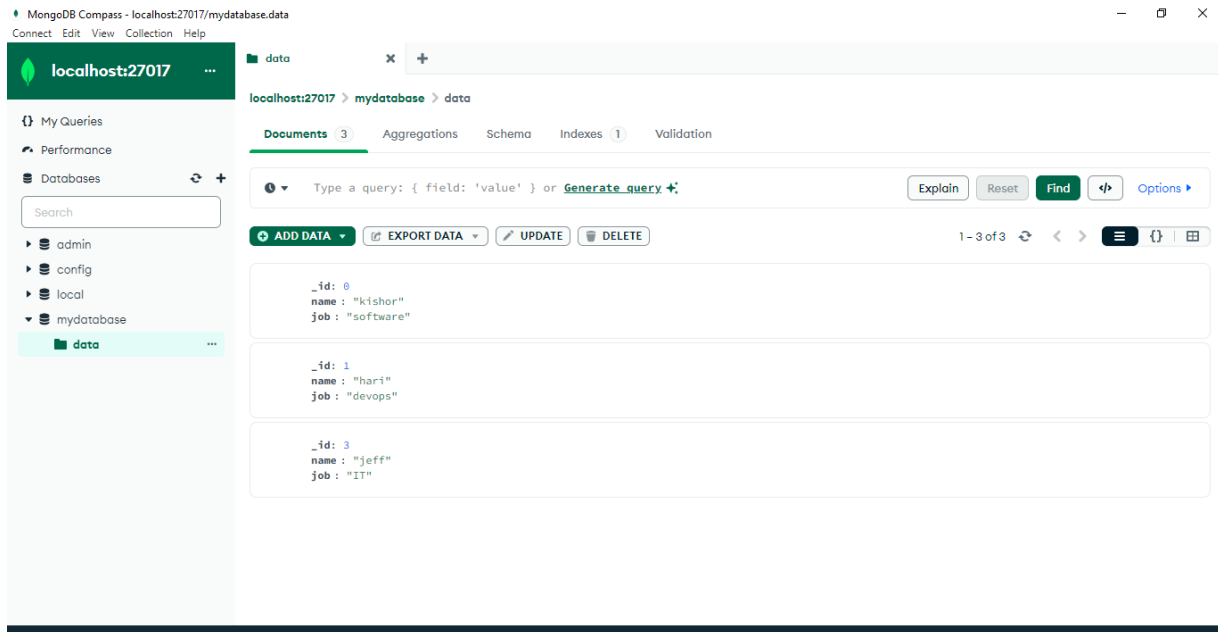 MongoDB Compass - localhost:27017/mydatabase.data
Connect Edit View Collection Help
localhost:27017 ...
{} My Queries
Performance
Databases
Search
admin
config
local
mydatabase
data ...
data
localhost:27017 > mydatabase > data
Documents 3 Aggregations Schema Indexes 1 Validation
Type a query: { field: 'value' } or Generate query
Explain Reset Find </> Options
ADD DATA EXPORT DATA UPDATE DELETE
1 – 3 of 3 {}
_id: 0
name : "kishor"
job : "software"
_id: 1
name : "hari"
job : "devops"
_id: 3
name : "jeff"
job : "IT"